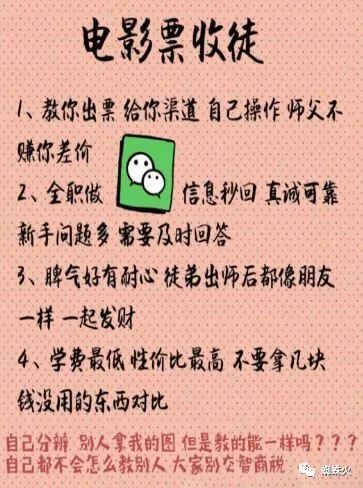 电影票收徒
1、教你出票 给你渠道 自己操作 师父不
赚你差价
2、全职做 信息秒回 真诚可靠
新手问题多 需要及时回答
3、脾气好有耐心 徒弟出师后都像朋友
一样 一起发财
4、学费最低 性价比最高 不要拿几块
钱没用的东西对比
自己分辨 别人拿我的图 但是教的能一样吗？？？
自己都不会怎么教别人 大家别交智商税